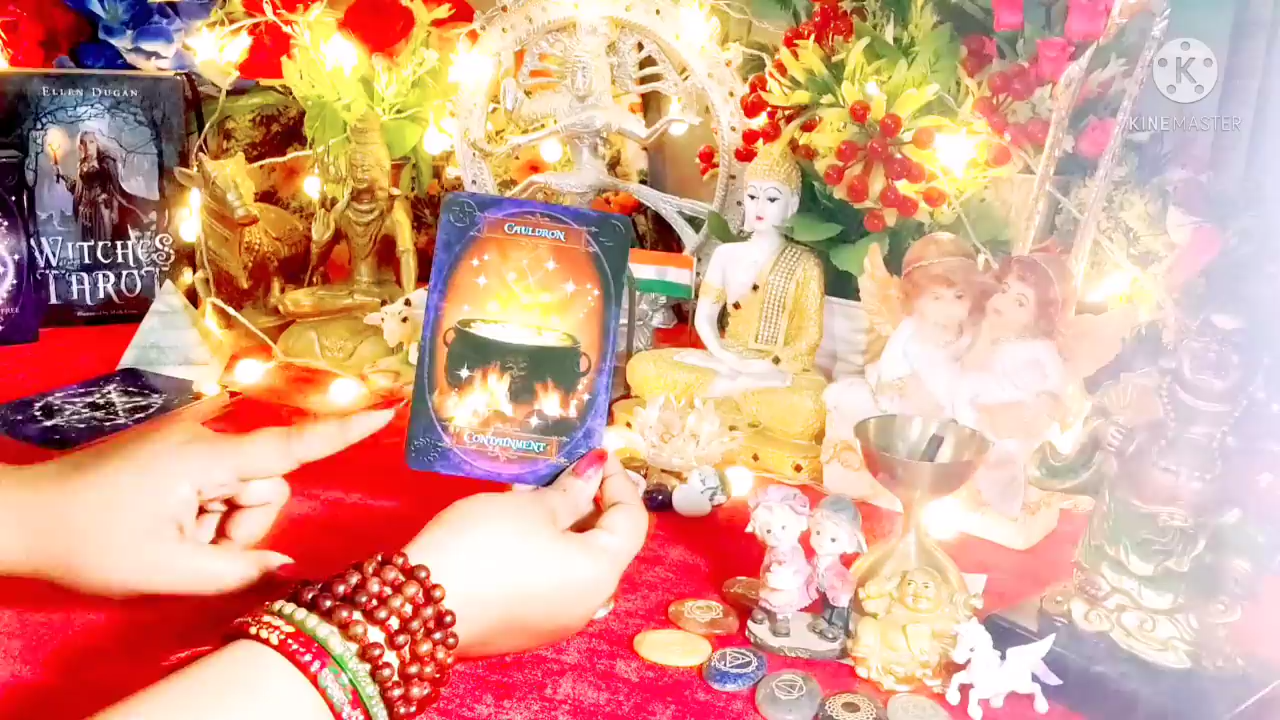 ELLEN DUGAN
WITCHES
TAROT
CAULDRON
CONTAINMENT
K
KINEMASTER